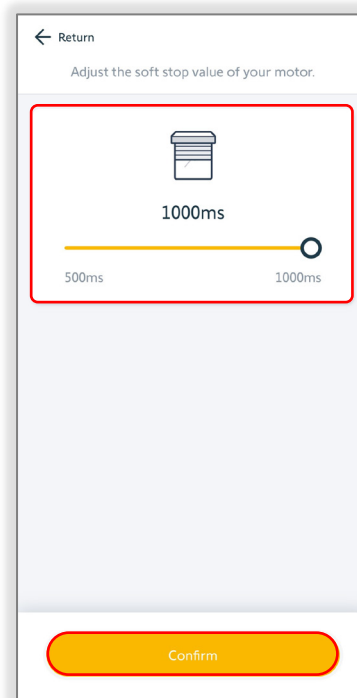 Return
Adjust the soft stop value of your motor.
1000ms
500ms 1000ms
Confirm